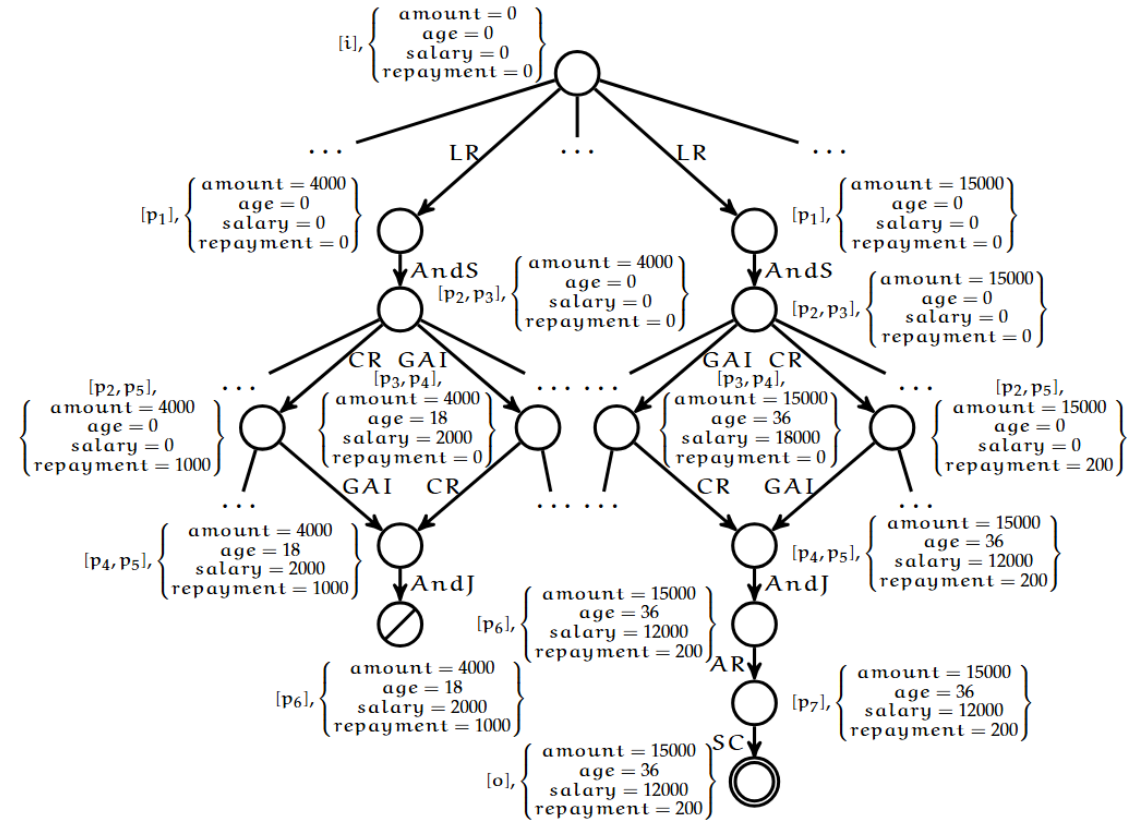 amount = 0
age = 0
[i],
salary = 0
repayment = 0
... ... ...
LR LR
amount = 4000
age = 0
[p1],
salary = 0
repayment = 0
amount = 15000
age = 0
[p1],
salary = 0
repayment = 0
AndS AndS
amount = 4000
age = 0
[p2, p3],
salary = 0
repayment = 0
amount = 15000
age = 0
[p2, p3],
salary = 0
repayment = 0
CR GAI GAI CR
... ... ... ...
[p2, p5],
amount = 4000
age = 0
salary = 0
repayment = 1000
[p3, p4],
amount = 4000
age = 18
salary = 2000
repayment = 0
[p3, p4],
amount = 15000
age = 36
salary = 18000
repayment = 0
[p2, p5],
amount = 15000
age = 0
salary = 0
repayment = 200
GAI CR CR GAI
... ... ... ...
amount = 4000
age = 18
[p4, p5],
salary = 2000
repayment = 1000
amount = 15000
age = 36
[p4, p5],
salary = 12000
repayment = 200
AndJ AndJ
amount = 15000
age = 36
[p6],
salary = 12000
repayment = 200
AR
amount = 4000
age = 18
[p6],
salary = 2000
repayment = 1000
amount = 15000
age = 36
[p7],
salary = 12000
repayment = 200
SC
amount = 15000
age = 36
[o],
salary = 12000
repayment = 200